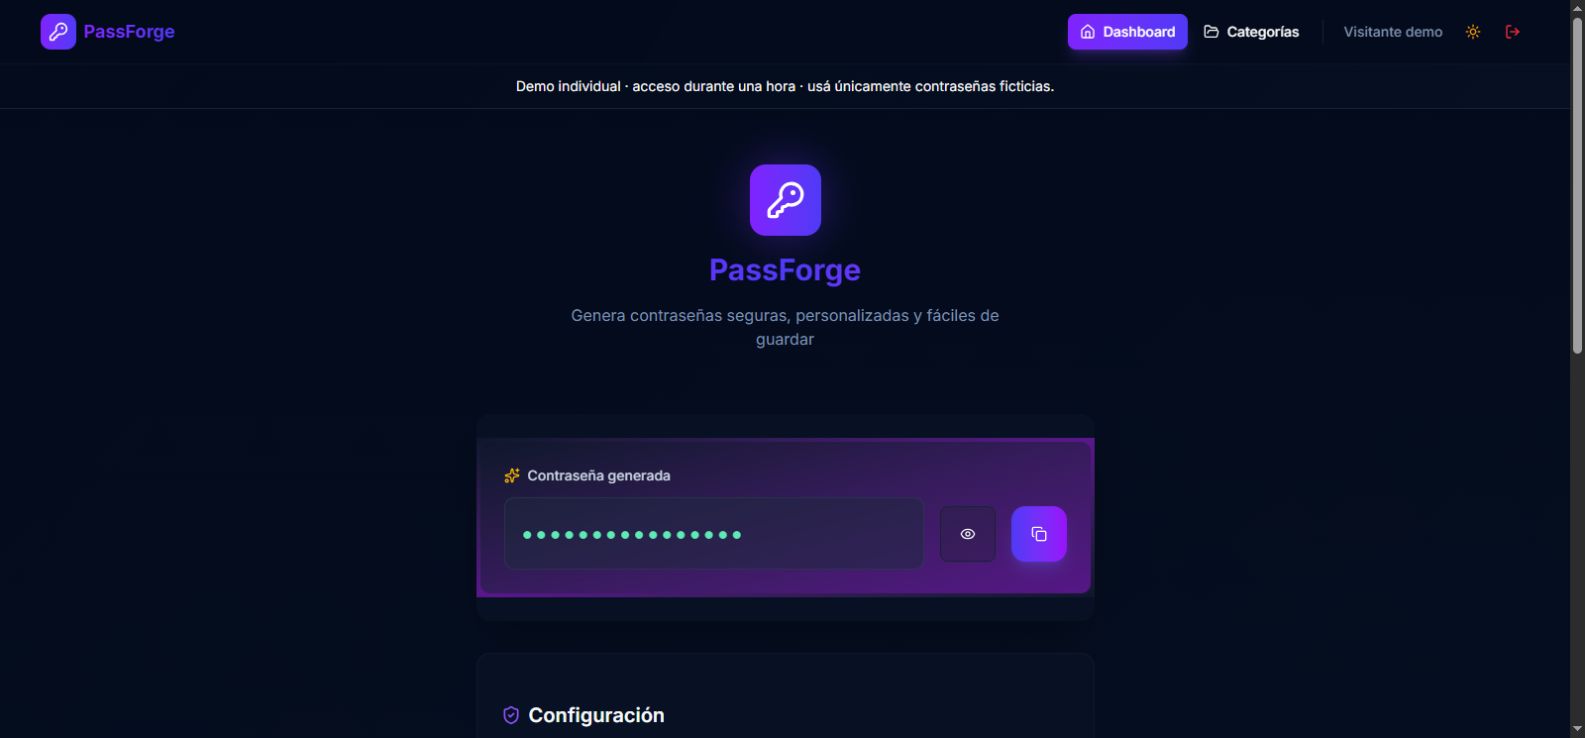 PassForge
Dashboard
Categorías
Visitante demo
Demo individual · acceso durante una hora · usá únicamente contraseñas ficticias.
PassForge
Genera contraseñas seguras, personalizadas y fáciles de
guardar
Contraseña generada
Configuración